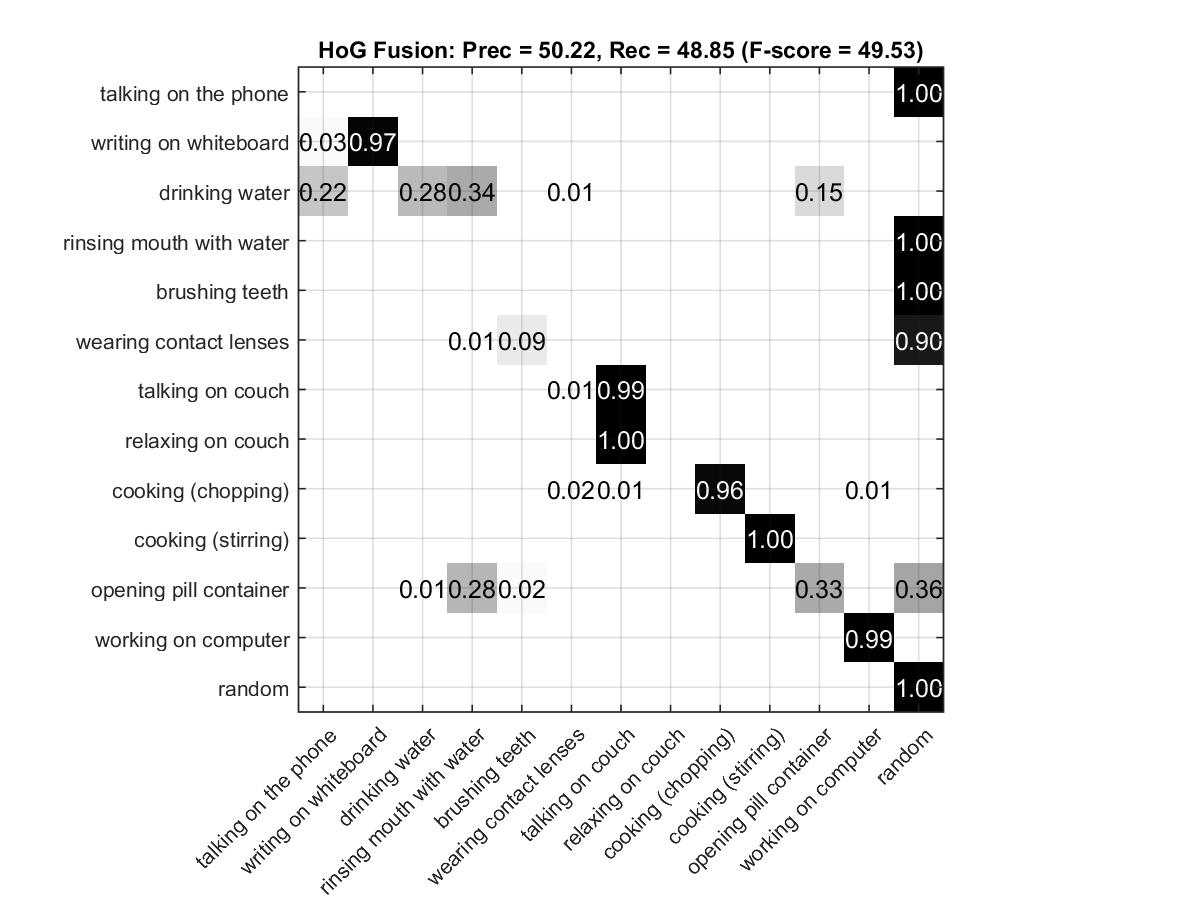 HoG Fusion: Prec = 50.22, Rec = 48.85 (F-score = 49.53)
talking on the phone 1.00
writing on whiteboard 0.03 0.97
drinking water 0.22 0.28 0.34 0.01 0.15
rinsing mouth with water 1.00
brushing teeth 1.00
wearing contact lenses 0.01 0.09 0.90
talking on couch 0.01 0.99
relaxing on couch 1.00
cooking (chopping) 0.02 0.01 0.96 0.01
cooking (stirring) 1.00
opening pill container 0.01 0.28 0.02 0.33 0.36
working on computer 0.99
random 1.00
talking on the phone
writing on whiteboard
drinking water
rinsing mouth with water
brushing teeth
wearing contact lenses
talking on couch
relaxing on couch
cooking (chopping)
cooking (stirring)
opening pill container
working on computer
random